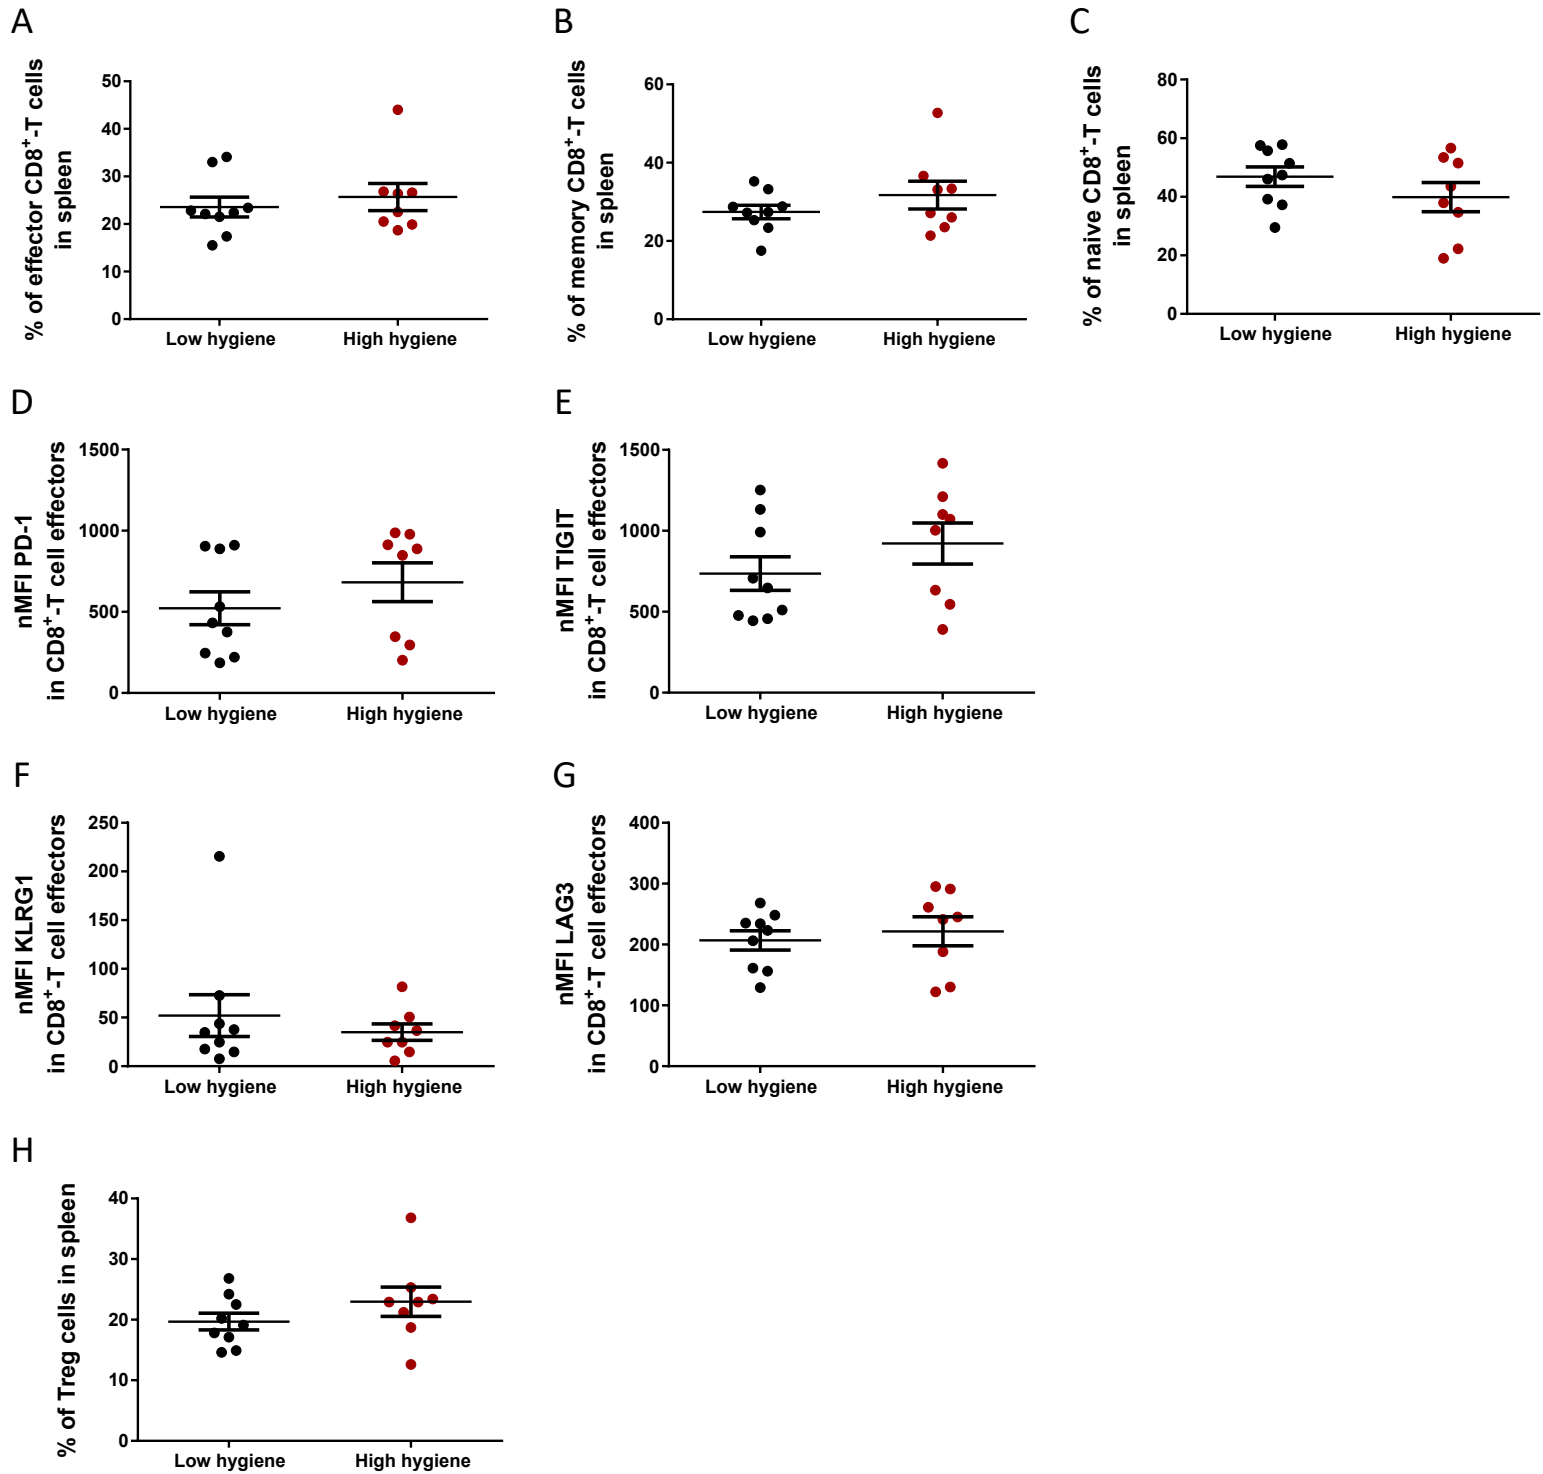 A
B
C
% of effector CD8⁺-T cells
in spleen
50
40
30
20
10
0
Low hygiene
High hygiene
% of memory CD8⁺-T cells
in spleen
60
40
20
0
Low hygiene
High hygiene
% of naive CD8⁺-T cells
in spleen
80
60
40
20
0
Low hygiene
High hygiene
D
E
nMFI PD-1
in CD8⁺-T cell effectors
1500
1000
500
0
Low hygiene
High hygiene
nMFI TIGIT
in CD8⁺-T cell effectors
1500
1000
500
0
Low hygiene
High hygiene
F
G
nMFI KLRG1
in CD8⁺-T cell effectors
250
200
150
100
50
0
Low hygiene
High hygiene
nMFI LAG3
in CD8⁺-T cell effectors
400
300
200
100
0
Low hygiene
High hygiene
H
% of Treg cells in spleen
40
30
20
10
0
Low hygiene
High hygiene